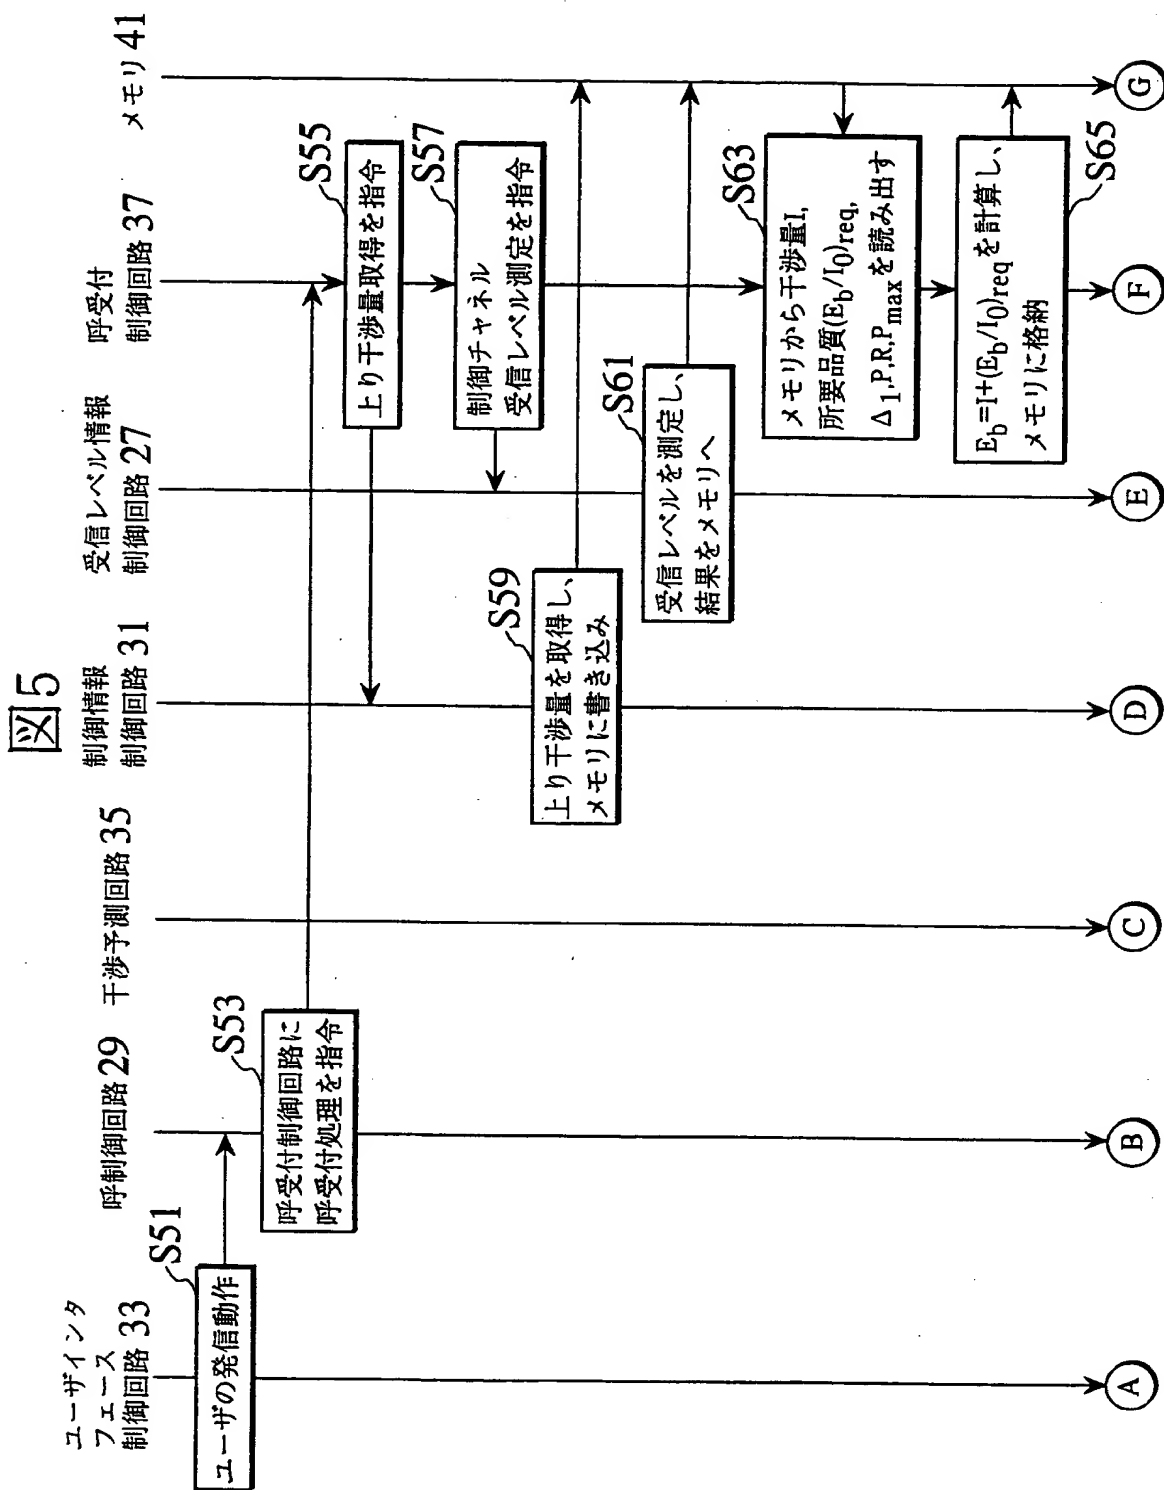 図5
ユーザインタ
フェース
制御回路 33
呼制御回路29
干渉予測回路 35
制御情報
制御回路 31
受信レベル情報
制御回路 27
呼受付
制御回路 37
メモリ 41
S51
ユーザの発信動作
S53
呼受付制御回路に
呼受付処理を指令
S55
上り干渉量取得を指令
S57
制御チャネル
受信レベル測定を指令
S59
上り干渉量を取得し、
メモリに書き込み
S61
受信レベルを測定し、
結果をメモリへ
S63
メモリから干渉量I,
所要品質(Eb/I0)req,
Δ1,P,R,Pmaxを読み出す
Eb=I+(Eb/I0)reqを計算し、
メモリに格納
S65
A
B
C
D
E
F
G